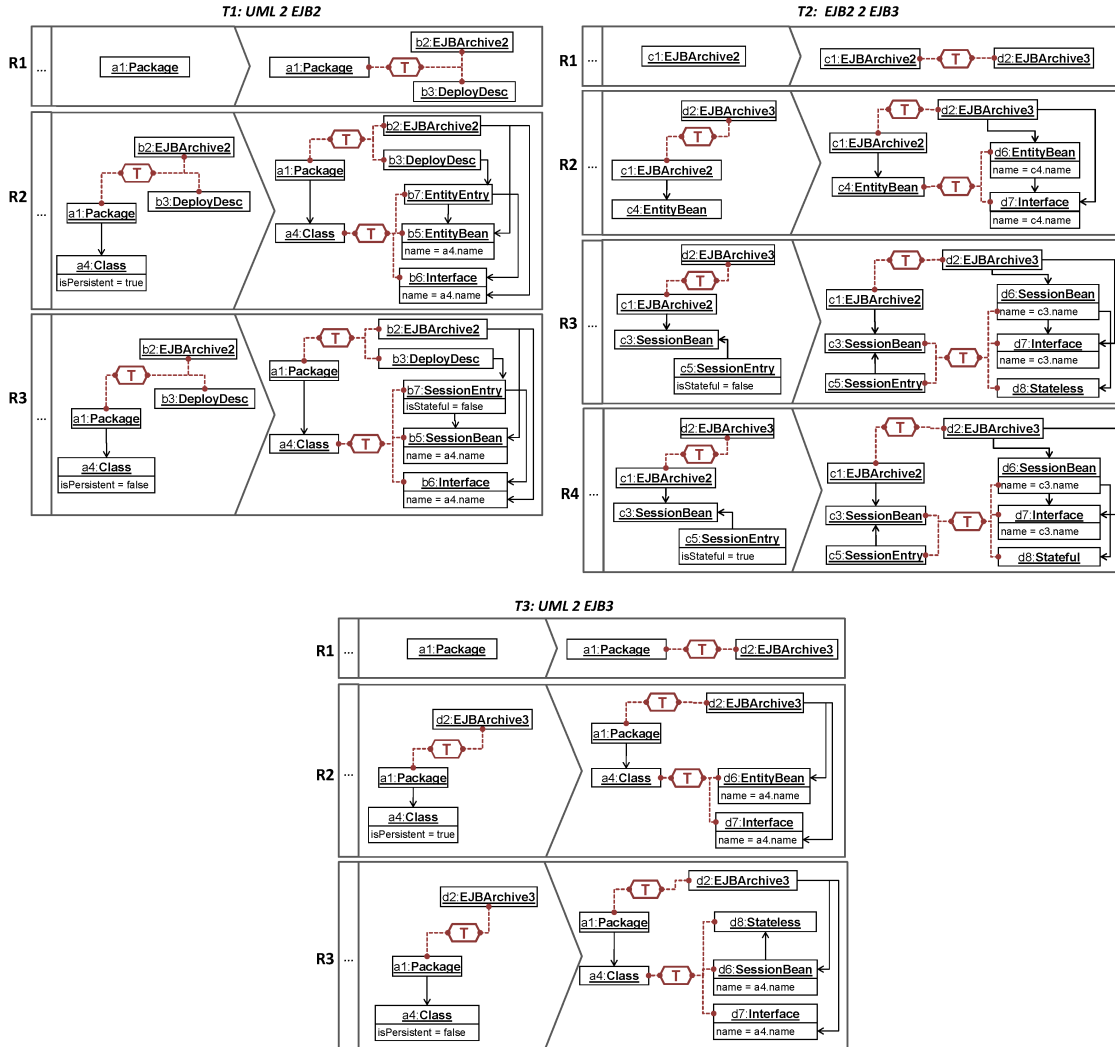 T1: UML 2 EJB2
R1
...
a1:Package
a1:Package
T
b2:EJBArchive2
b3:DeployDesc
R2
...
b2:EJBArchive2
T
b3:DeployDesc
a1:Package
a4:Class
isPersistent = true
b2:EJBArchive2
T
b3:DeployDesc
a1:Package
b7:EntityEntry
a4:Class
T
b5:EntityBean
name = a4.name
b6:Interface
name = a4.name
R3
...
b2:EJBArchive2
T
b3:DeployDesc
a1:Package
a4:Class
isPersistent = false
b2:EJBArchive2
T
b3:DeployDesc
a1:Package
b7:SessionEntry
isStateful = false
a4:Class
T
b5:SessionBean
name = a4.name
b6:Interface
name = a4.name
T2: EJB2 2 EJB3
R1
...
c1:EJBArchive2
c1:EJBArchive2
T
d2:EJBArchive3
R2
...
d2:EJBArchive3
T
c1:EJBArchive2
c4:EntityBean
d2:EJBArchive3
T
c1:EJBArchive2
d6:EntityBean
name = c4.name
c4:EntityBean
T
d7:Interface
name = c4.name
R3
...
d2:EJBArchive3
T
c1:EJBArchive2
c3:SessionBean
c5:SessionEntry
isStateful = false
d2:EJBArchive3
T
c1:EJBArchive2
d6:SessionBean
name = c3.name
c3:SessionBean
T
d7:Interface
name = c3.name
c5:SessionEntry
d8:Stateless
R4
...
d2:EJBArchive3
T
c1:EJBArchive2
c3:SessionBean
c5:SessionEntry
isStateful = true
d2:EJBArchive3
T
c1:EJBArchive2
d6:SessionBean
name = c3.name
c3:SessionBean
T
d7:Interface
name = c3.name
c5:SessionEntry
d8:Stateful
T3: UML 2 EJB3
R1
...
a1:Package
a1:Package
T
d2:EJBArchive3
R2
...
d2:EJBArchive3
T
a1:Package
a4:Class
isPersistent = true
T
d2:EJBArchive3
a1:Package
a4:Class
T
d6:EntityBean
name = a4.name
d7:Interface
name = a4.name
R3
...
d2:EJBArchive3
T
a1:Package
a4:Class
isPersistent = false
T
d2:EJBArchive3
a1:Package
d8:Stateless
a4:Class
T
d6:SessionBean
name = a4.name
d7:Interface
name = a4.name